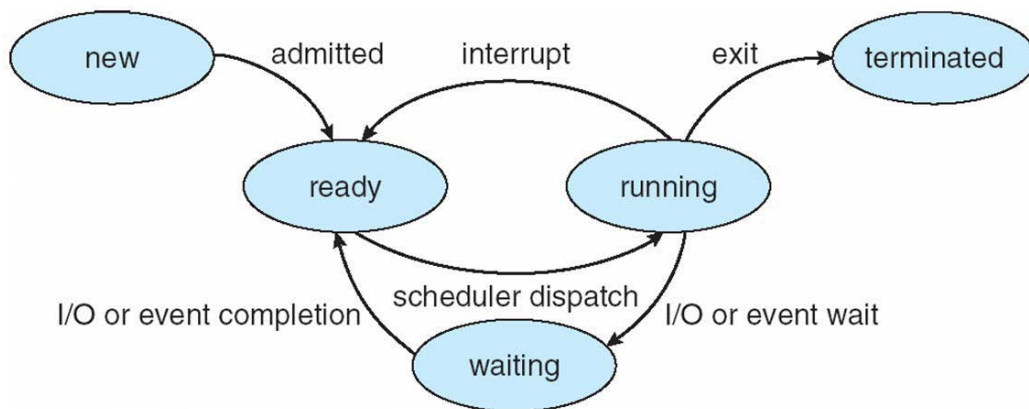 new
admitted
interrupt
exit
terminated
ready
running
scheduler dispatch
I/O or event completion
I/O or event wait
waiting